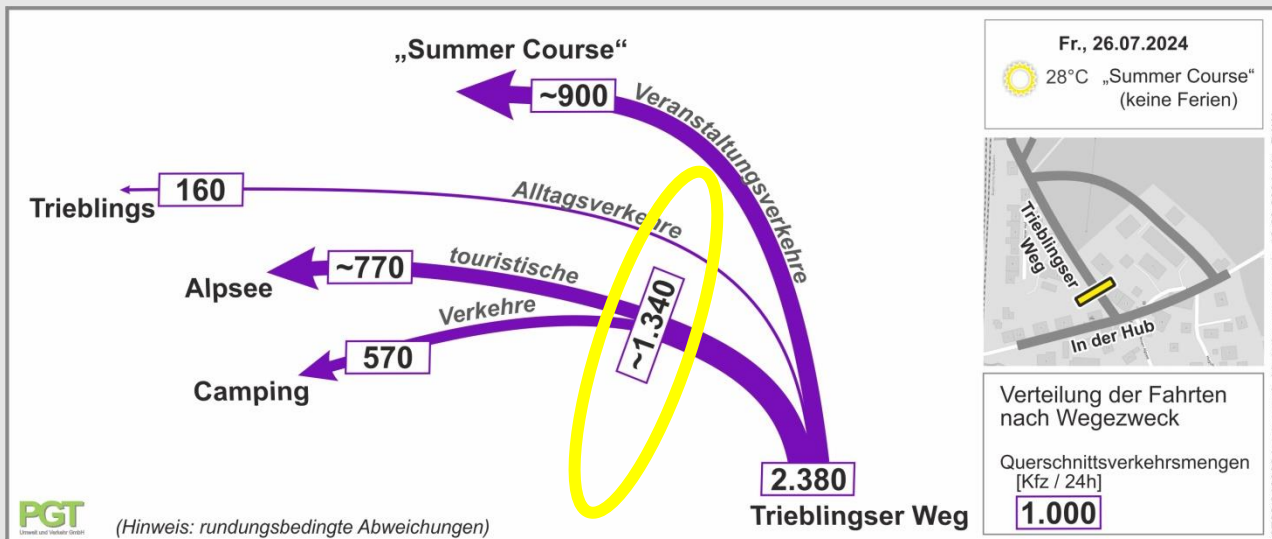 „Summer Course“
~900
Veranstaltungsverkehre
160
Trieblings
Alltagsverkehre
~770
touristische
Alpsee
Verkehre
~1.340
570
Camping
2.380
Trieblingser Weg
PGT
Umwelt und Verkehr GmbH
(Hinweis: rundungsbedingte Abweichungen)
Fr., 26.07.2024
28°C „Summer Course“
(keine Ferien)
Trieblingser
Weg
In der Hub
Verteilung der Fahrten
nach Wegezweck
Querschnittsverkehrsmengen
[Kfz / 24h]
1.000